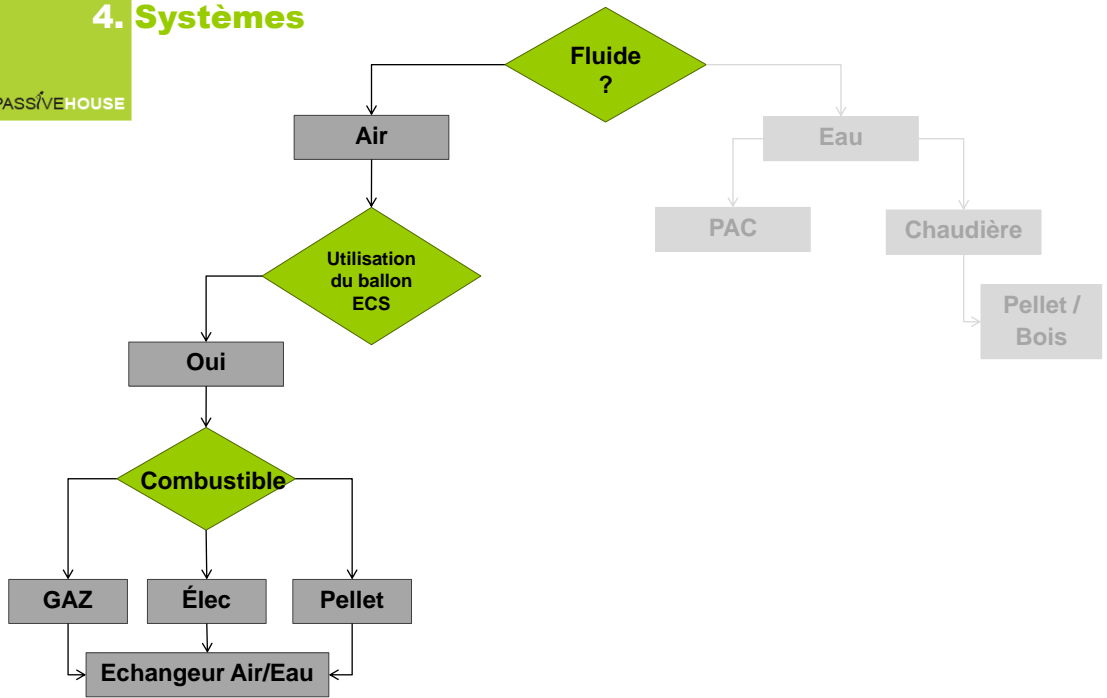 4. Systèmes
PASSIVEHOUSE
Fluide
?
Air
Eau
PAC
Chaudière
Pellet /
Bois
Utilisation
du ballon
ECS
Oui
Combustible
GAZ
Élec
Pellet
Echangeur Air/Eau